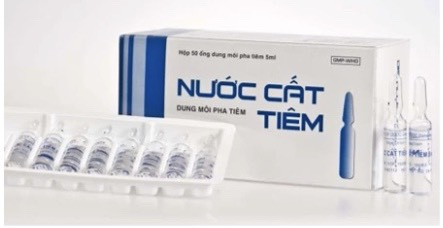 Hộp 50 ống dung môi pha tiêm 5ml
GMP-WHO
NƯỚC CẤT
DUNG MÔI PHA TIÊM
TIÊM